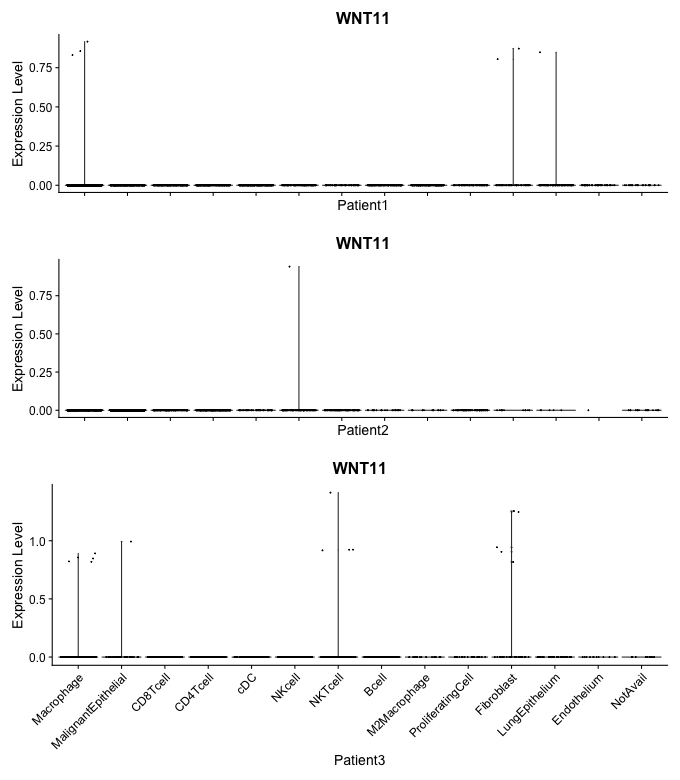 WNT11
Expression Level
0.75
0.50
0.25
0.00
Patient1
WNT11
Expression Level
0.75
0.50
0.25
0.00
Patient2
WNT11
Expression Level
1.0
0.5
0.0
Macrophage
MalignantEpithelial
CD8Tcell
CD4Tcell
cDC
NKcell
NKTcell
Bcell
M2Macrophage
ProliferatingCell
Fibroblast
LungEpithelium
Endothelium
NotAvail
Patient3